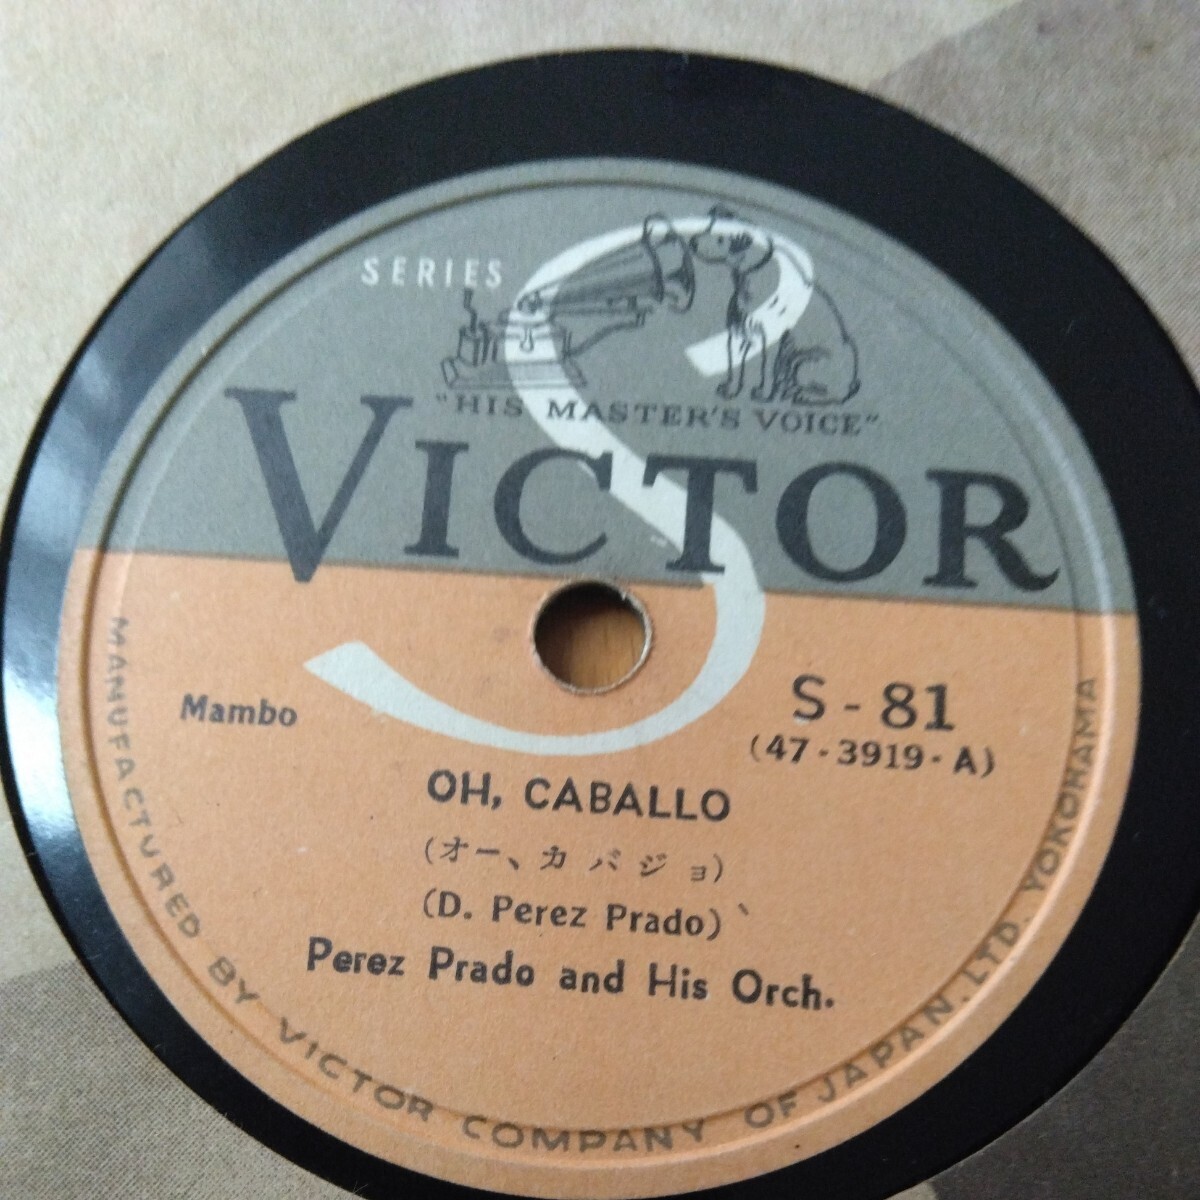 SERIES
S
"HIS MASTER'S VOICE"
VICTOR
Mambo
S-81
(47-3919-A)
OH, CABALLO
(オー、カバジョ)
(D. Perez Prado)
Perez Prado and His Orch.
MANUFACTURED BY VICTOR COMPANY OF JAPAN, LTD. YOKOHAMA